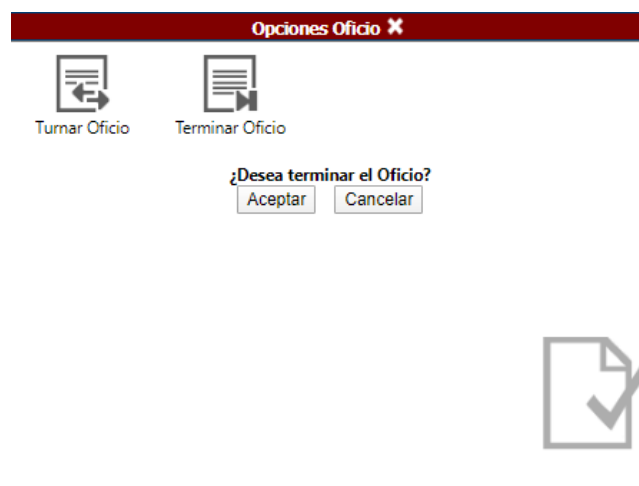 Opciones Oficio
Turnar Oficio
Terminar Oficio
¿Desea terminar el Oficio?
Aceptar
Cancelar